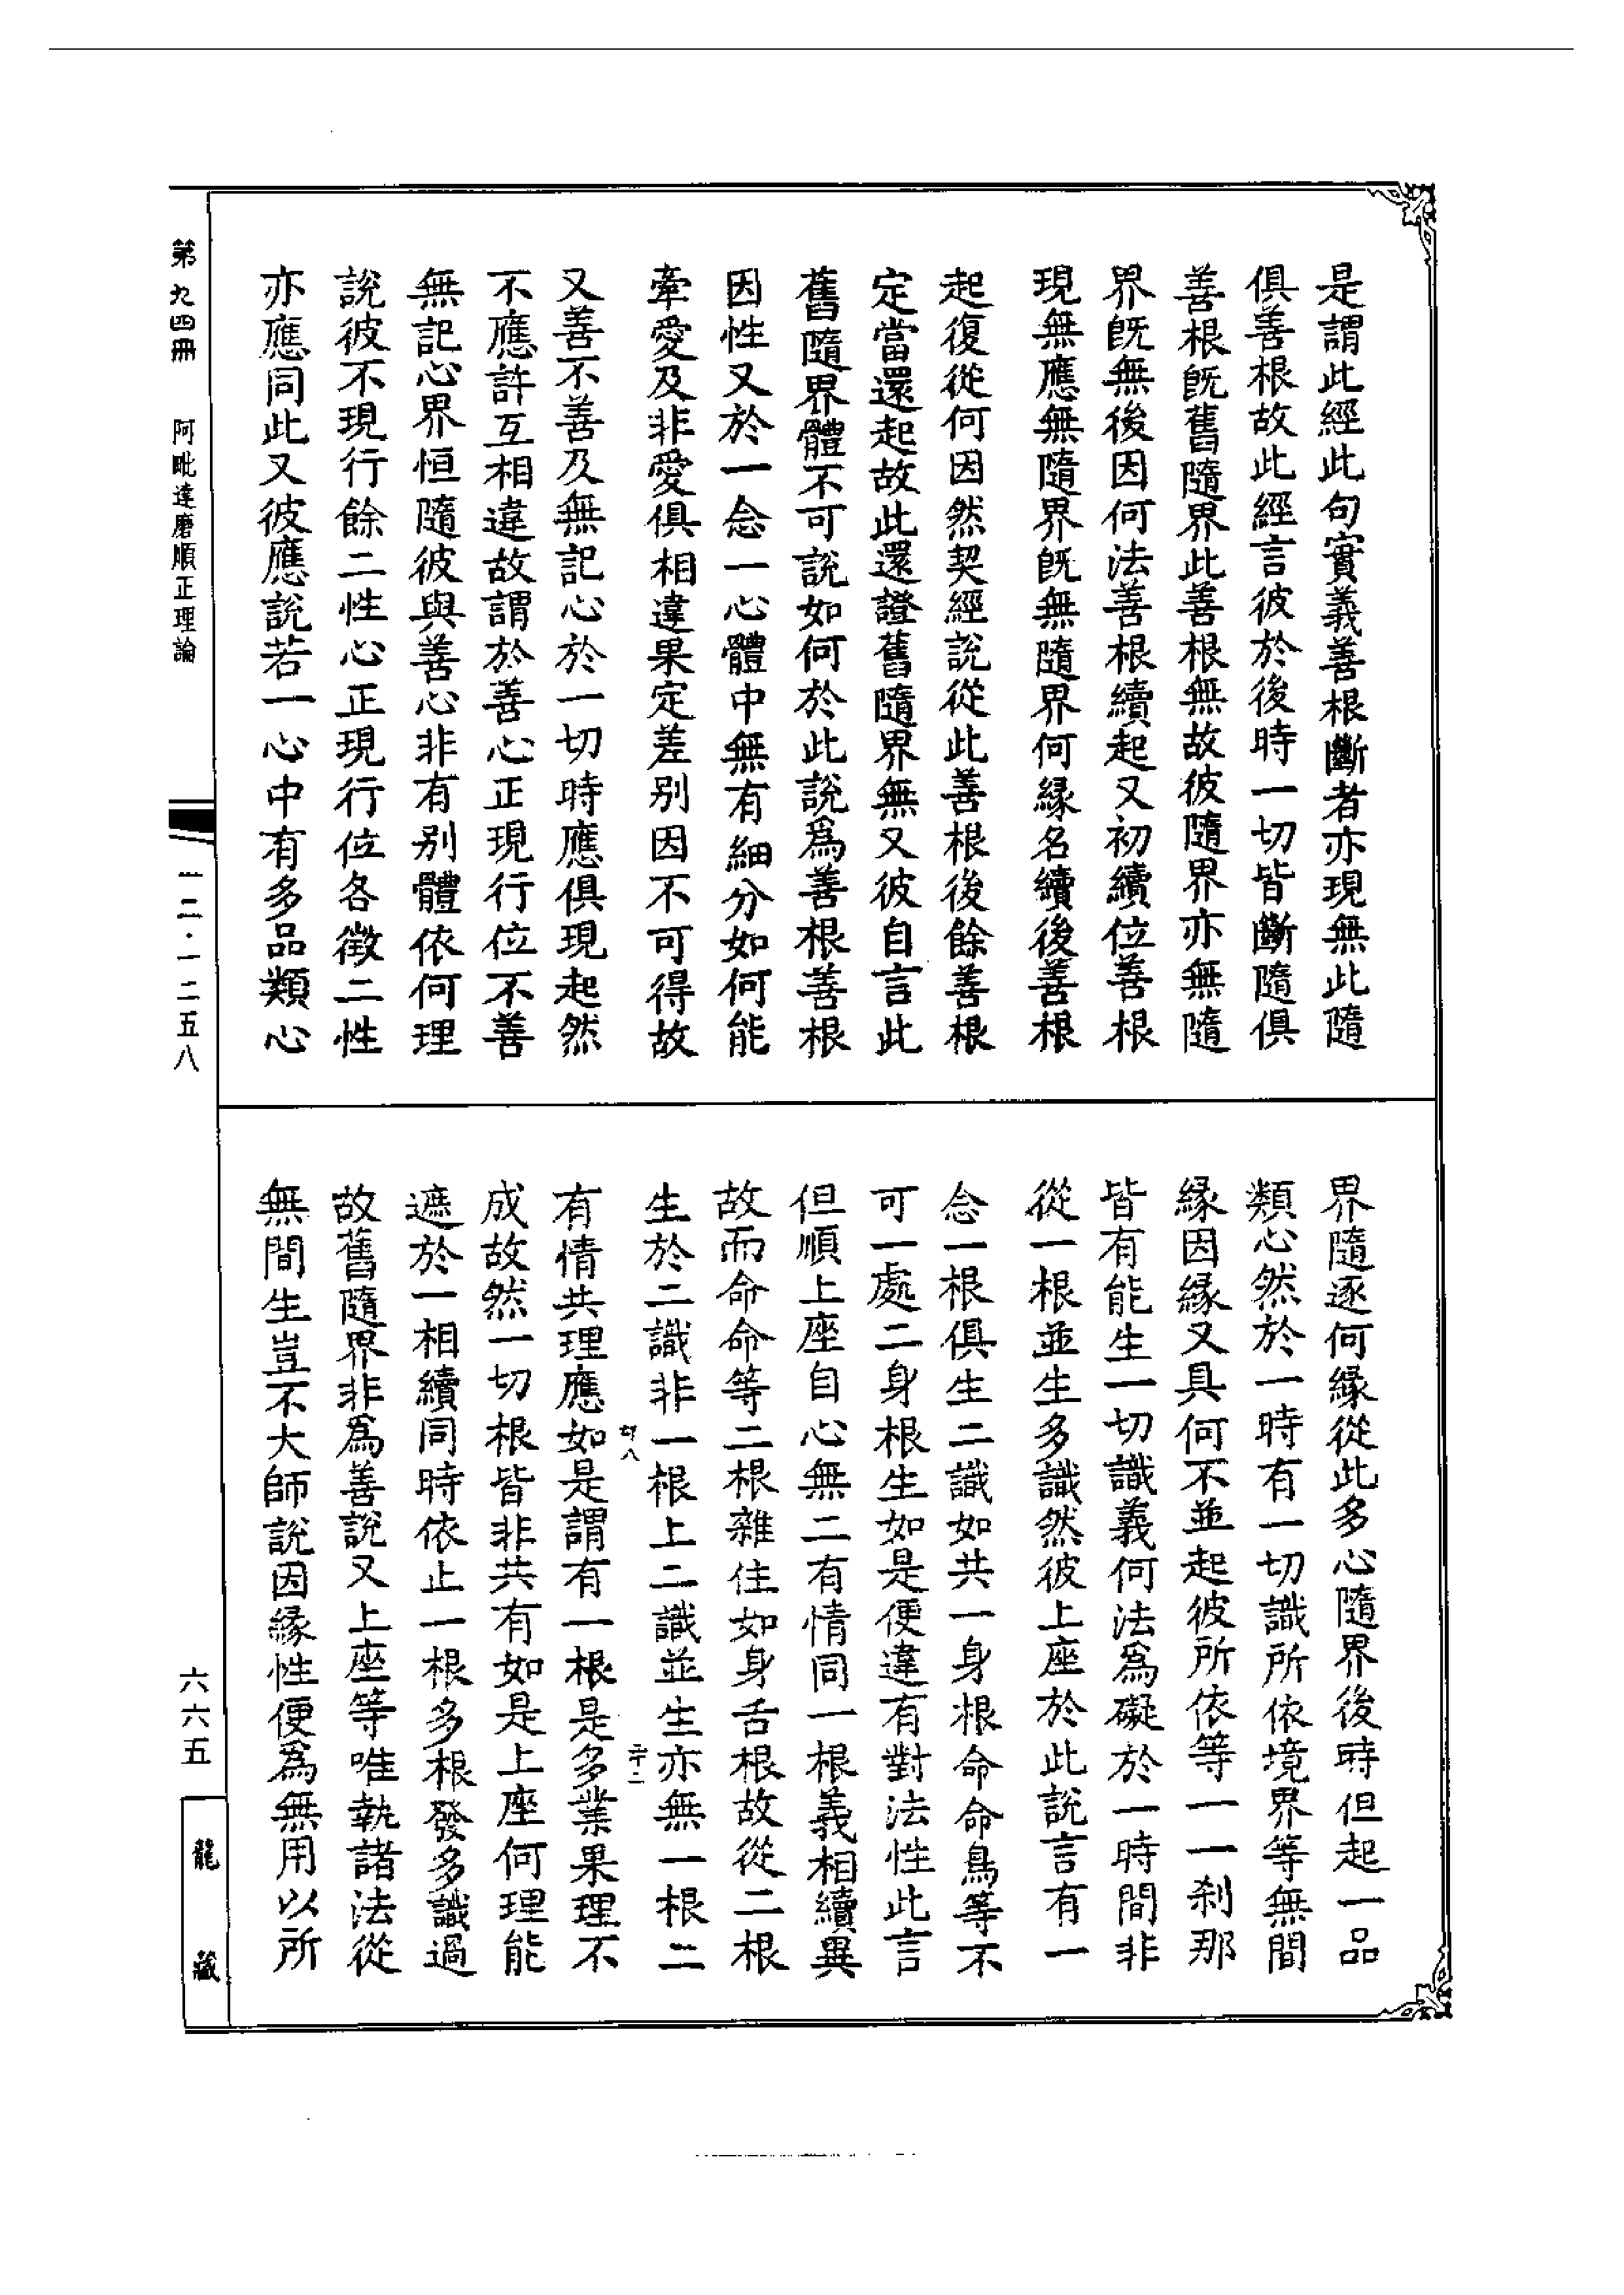 是謂此經此句實義善根斷者亦現無此隨
俱善根故此經言彼於後時一切皆斷隨俱
善根旣舊隨界此善根無故彼隨界亦無隨
界旣無後因何法善根續起又初續位善根
現無應無隨界旣無隨界何縁名續後善根
起復從何因然契經說從此善根後餘善根
定當還起故此還證舊隨界無又彼自言此
舊隨界體不可說如何於此說爲善根善根
因性又於一念一心體中無有細分如何能
牽愛及非愛俱相違果定差別因不可得故
又善不善及無記心於一切時應俱現起然
不應許互相違故謂於善心正現行位不善
無記心界恒隨彼與善心非有別體依何理
說彼不現行餘二性心正現行位各徴二性
亦應同此又彼應說若一心中有多品類心
界隨逐何縁從此多心隨界後時但起一品
類心然於一時有一切識所依境界等無間
縁因縁又具何不並起彼所依等一一刹那
皆有能生一切識義何法爲礙於一時間非
從一根並生多識然彼上座於此說言有一
念一根俱生二識如共一身根命命鳥等不
可一處二身根生如是便違有對法性此言
但順上座自心無二有情同一根義相續異
故而命命等二根雜住如身舌根故從二根
生於二識非一根上二識並生亦無一根二
有情共理應如是謂有一根是多業果理不
成故然一切根皆非共有如是上座何理能
遮於一相續同時依止一根多根發多識過
故舊隨界非爲善說又上座等唯執諸法從
無間生豈不大師說因縁性便爲無用以所
第九四冊 阿毗達磨順正理論
一二·一二五八
六六五
龍藏